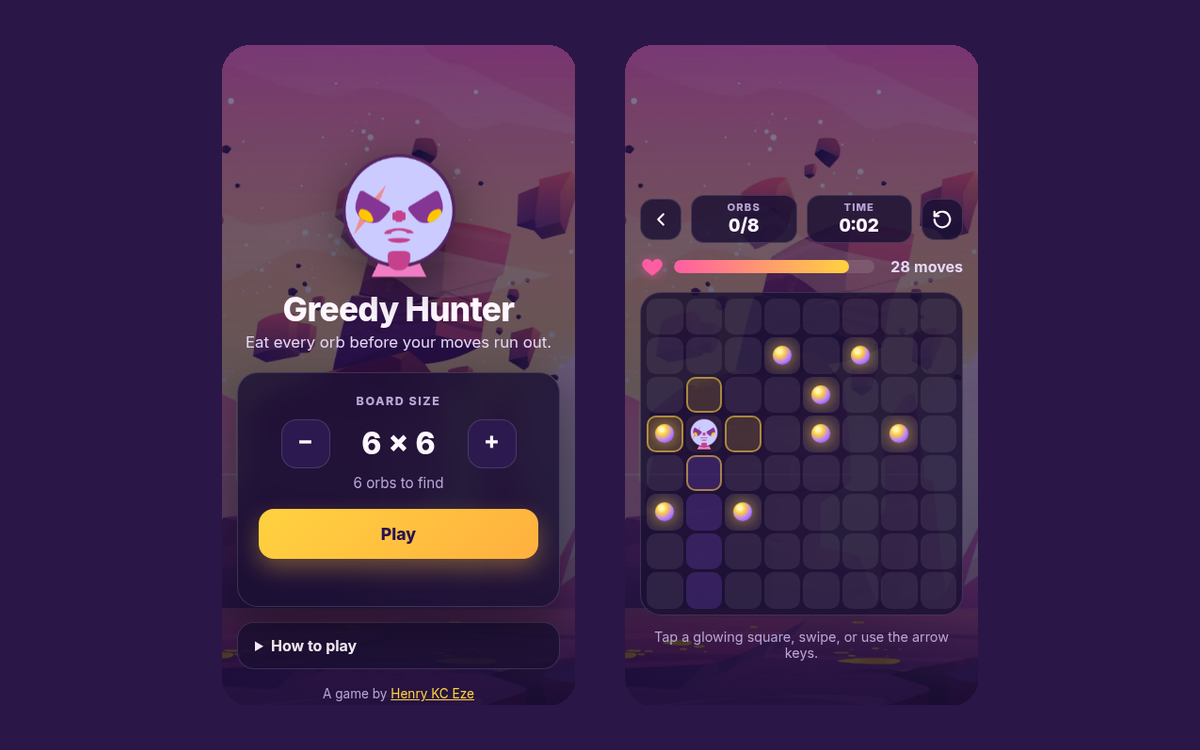 Greedy Hunter
Eat every orb before your moves run out.
BOARD SIZE
− 6 × 6 +
6 orbs to find
Play
How to play
A game by Henry KC Eze
ORBS
0/8
TIME
0:02
28 moves
Tap a glowing square, swipe, or use the arrow
keys.